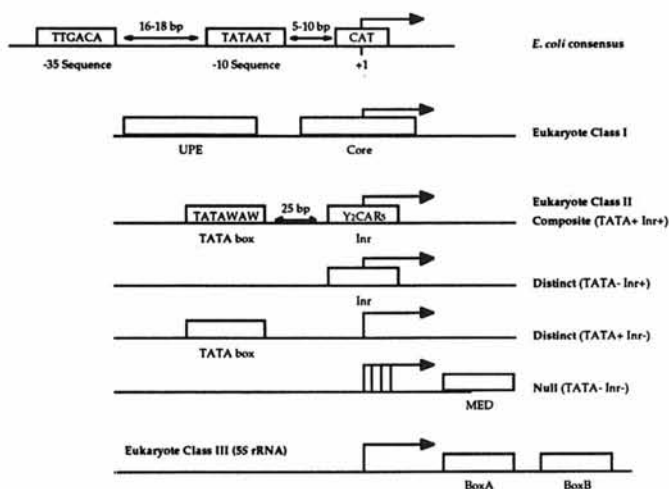 16-18 bp 5-10 bp
TTGACA TATAAT CAT
E. coli consensus
-35 Sequence -10 Sequence +1
Eukaryote Class I
UPE Core
25 bp
Eukaryote Class II
TATAWAW Y2CAR5
Composite (TATA+ Inr+)
TATA box Inr
Distinct (TATA- Inr+)
Inr
Distinct (TATA+ Inr-)
TATA box
Null (TATA- Inr-)
MED
Eukaryote Class III (5S rRNA)
BoxA BoxB